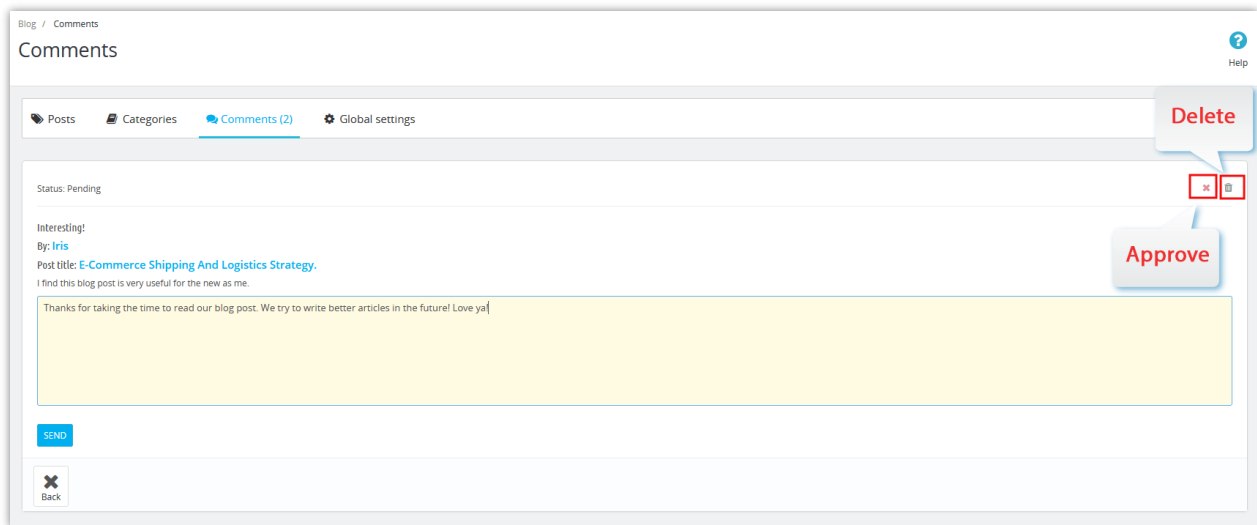 Blog / Comments
Comments
Help
Posts Categories Comments (2) Global settings
Delete
Status: Pending
Interesting!
By: Iris
Post title: E-Commerce Shipping And Logistics Strategy.
Approve
I find this blog post is very useful for the new as me.
Thanks for taking the time to read our blog post. We try to write better articles in the future! Love ya!
SEND
Back